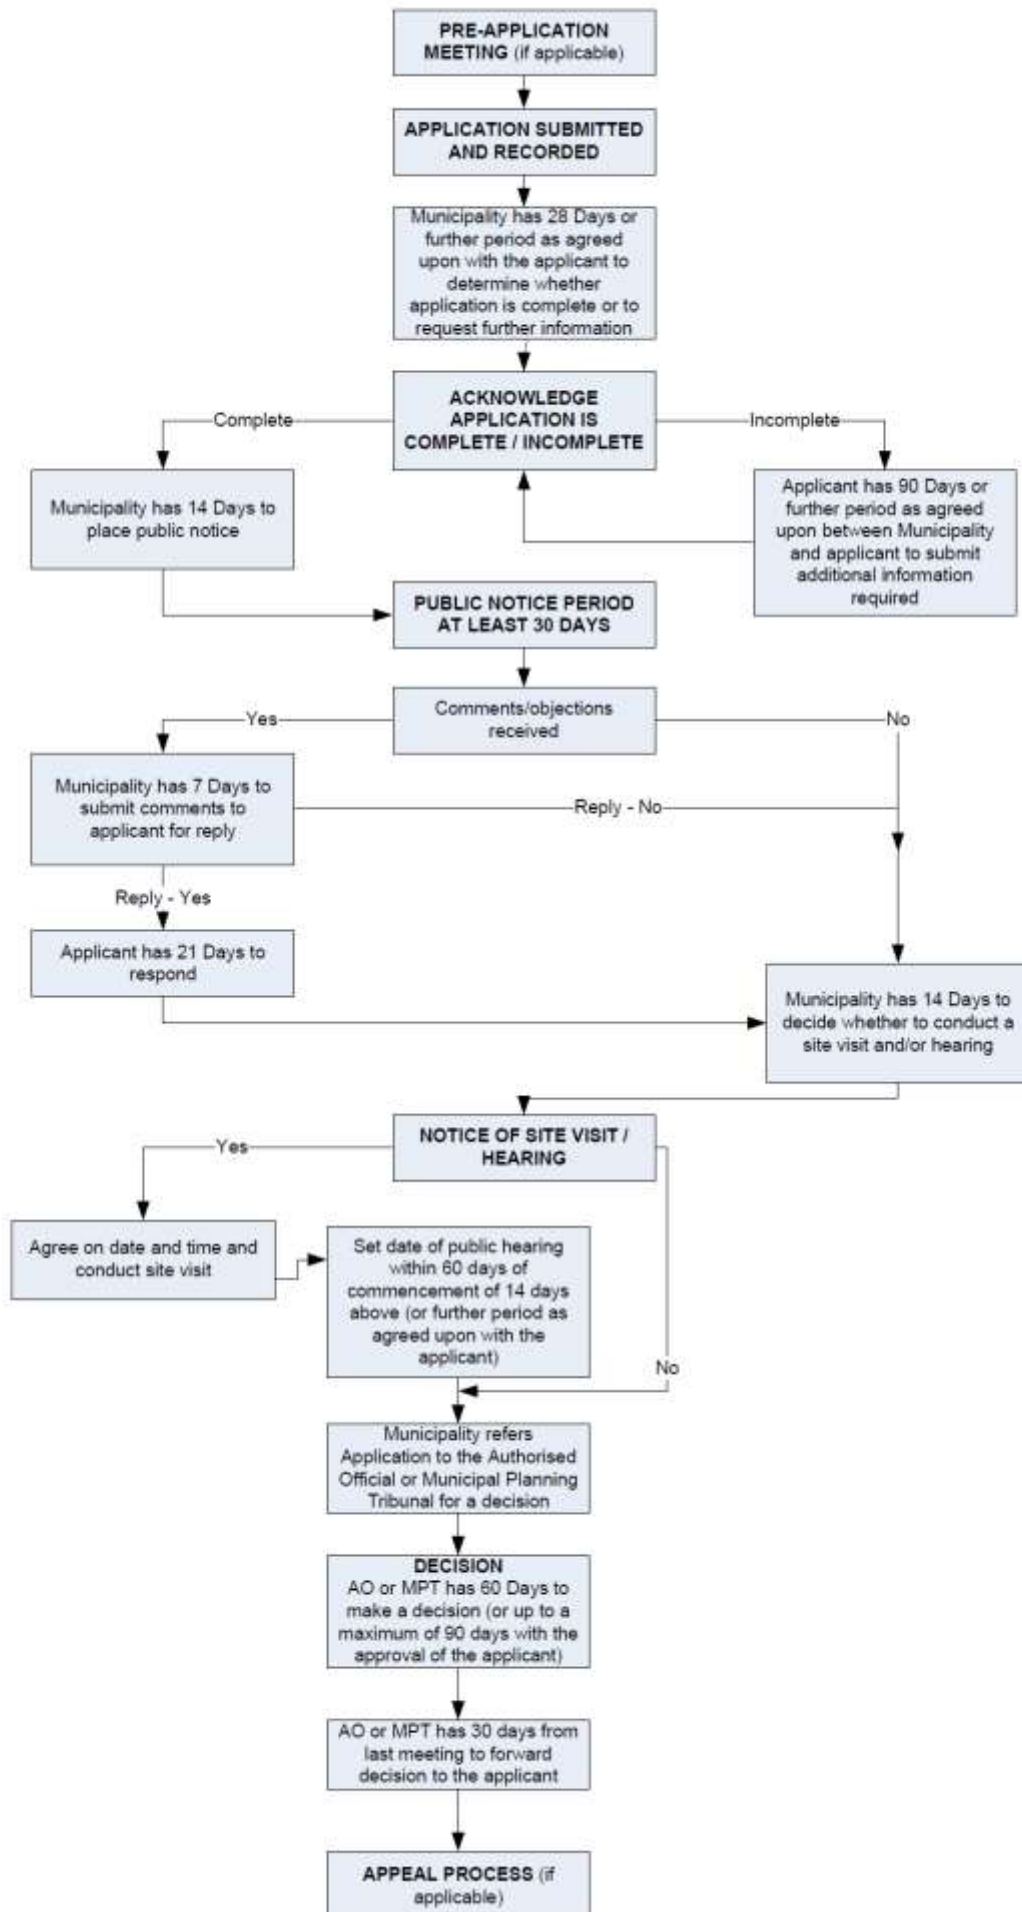 PRE-APPLICATION
MEETING (if applicable)
APPLICATION SUBMITTED
AND RECORDED
Municipality has 28 Days or
further period as agreed
upon with the applicant to
determine whether
application is complete or to
request further information
ACKNOWLEDGE
APPLICATION IS
COMPLETE / INCOMPLETE
Complete
Incomplete
Municipality has 14 Days to
place public notice
Applicant has 90 Days or
further period as agreed
upon between Municipality
and applicant to submit
additional information
required
PUBLIC NOTICE PERIOD
AT LEAST 30 DAYS
Comments/objections
received
Yes
No
Municipality has 7 Days to
submit comments to
applicant for reply
Reply - No
Reply - Yes
Applicant has 21 Days to
respond
Municipality has 14 Days to
decide whether to conduct a
site visit and/or hearing
NOTICE OF SITE VISIT /
HEARING
Yes
Agree on date and time and
conduct site visit
Set date of public hearing
within 60 days of
commencement of 14 days
above (or further period as
agreed upon with the
applicant)
No
Municipality refers
Application to the Authorised
Official or Municipal Planning
Tribunal for a decision
DECISION
AO or MPT has 60 Days to
make a decision (or up to a
maximum of 90 days with the
approval of the applicant)
AO or MPT has 30 days from
last meeting to forward
decision to the applicant
APPEAL PROCESS (if
applicable)